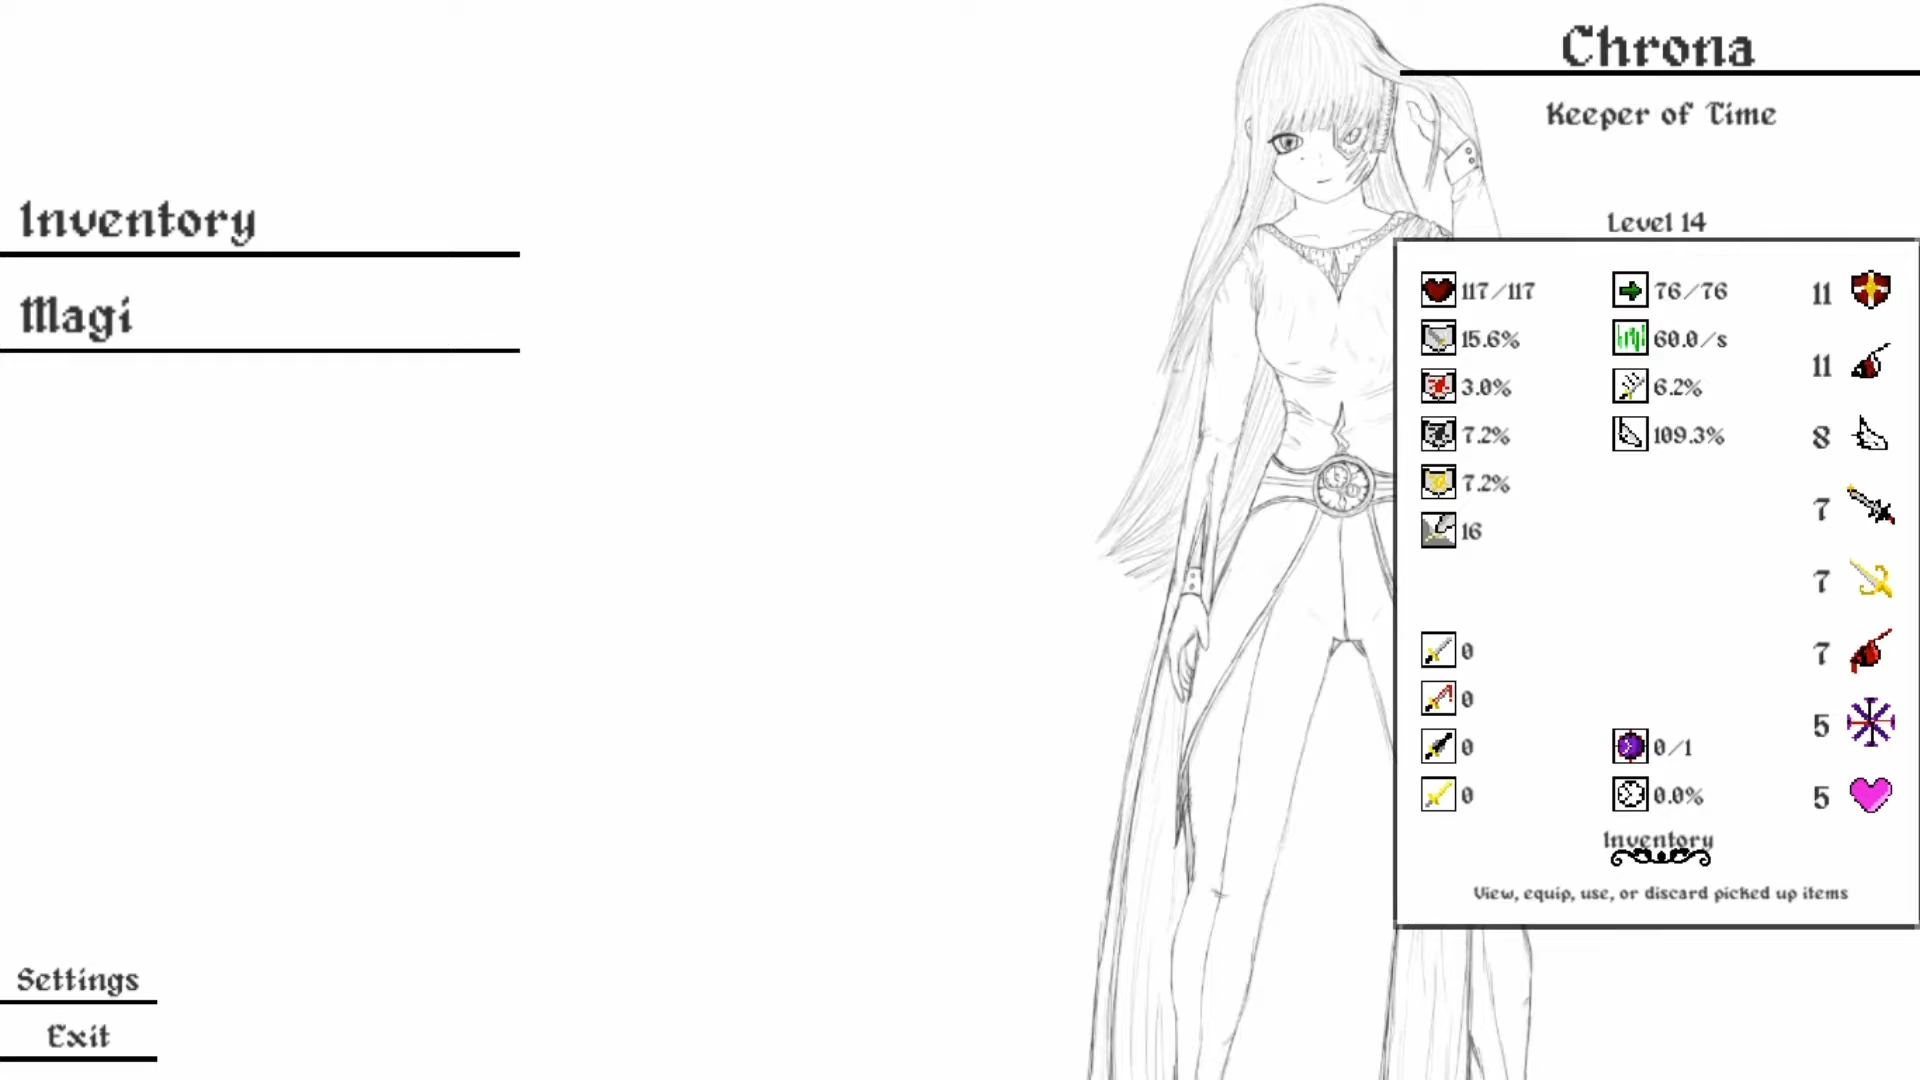 Chrona
Keeper of Time
Inventory
Magi
Level 14
117/117 76/76 11
15.6% 60.0/s
3.0% 6.2% 11
7.2% 109.3% 8
7.2%
16 7
7
0 7
0
0 0/1 5
0 0.0% 5
Inventory
View, equip, use, or discard picked up items
Settings
Exit